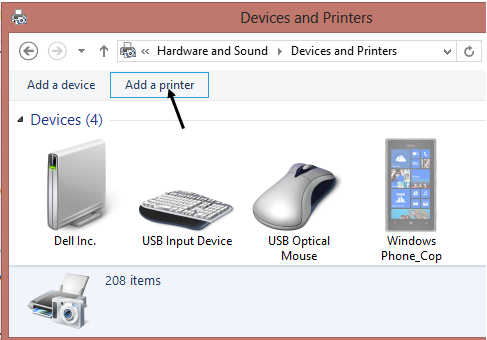 Devices and Printers
« Hardware and Sound Devices and Printers
Add a device Add a printer
Devices (4)
Dell Inc. USB Input Device USB Optical Mouse Windows Phone_Cop
208 items